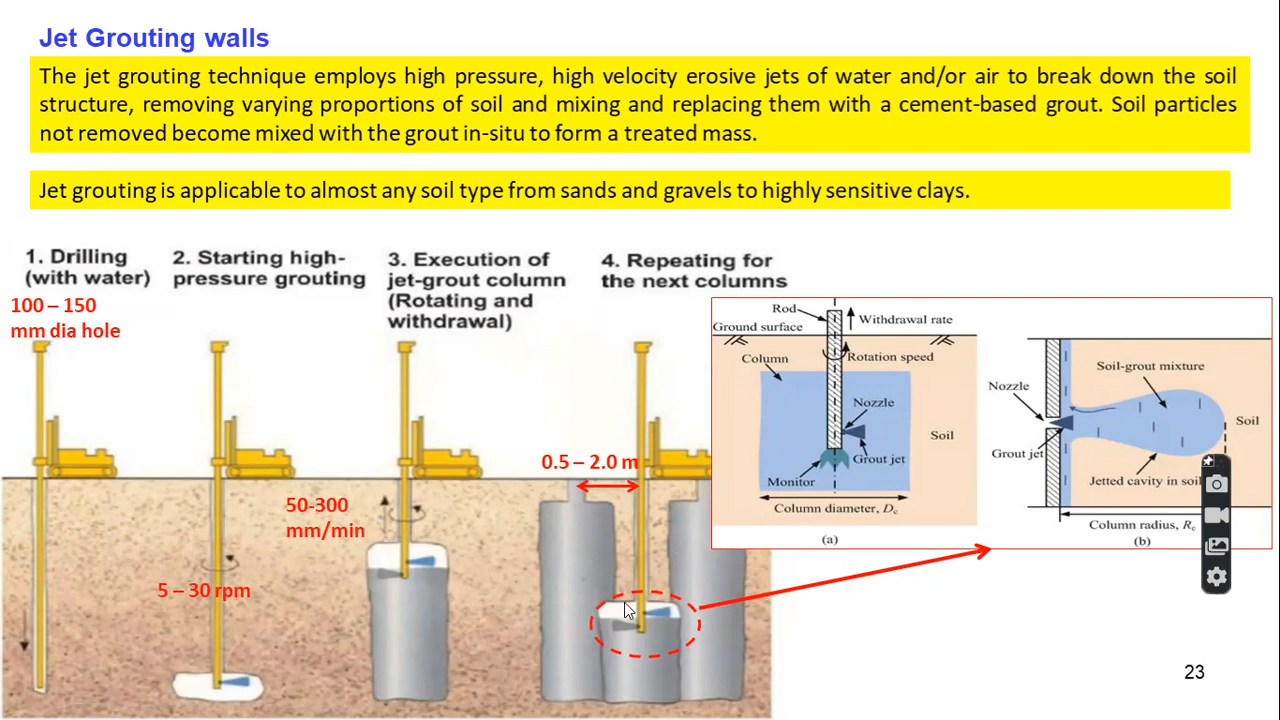 Jet Grouting walls
The jet grouting technique employs high pressure, high velocity erosive jets of water and/or air to break down the soil
structure, removing varying proportions of soil and mixing and replacing them with a cement-based grout. Soil particles
not removed become mixed with the grout in-situ to form a treated mass.
Jet grouting is applicable to almost any soil type from sands and gravels to highly sensitive clays.
1. Drilling
(with water)
100 – 150
mm dia hole
2. Starting high-
pressure grouting
3. Execution of
jet-grout column
(Rotating and
withdrawal)
4. Repeating for
the next columns
5 – 30 rpm
50-300
mm/min
0.5 – 2.0 m
Rod
Withdrawal rate
Ground surface
Column
Rotation speed
Nozzle
Soil
Grout jet
Monitor
Column diameter, Dc
(a)
Soil-grout mixture
Nozzle
Soil
Grout jet
Jetted cavity in soil
Column radius, Rc
(b)
23